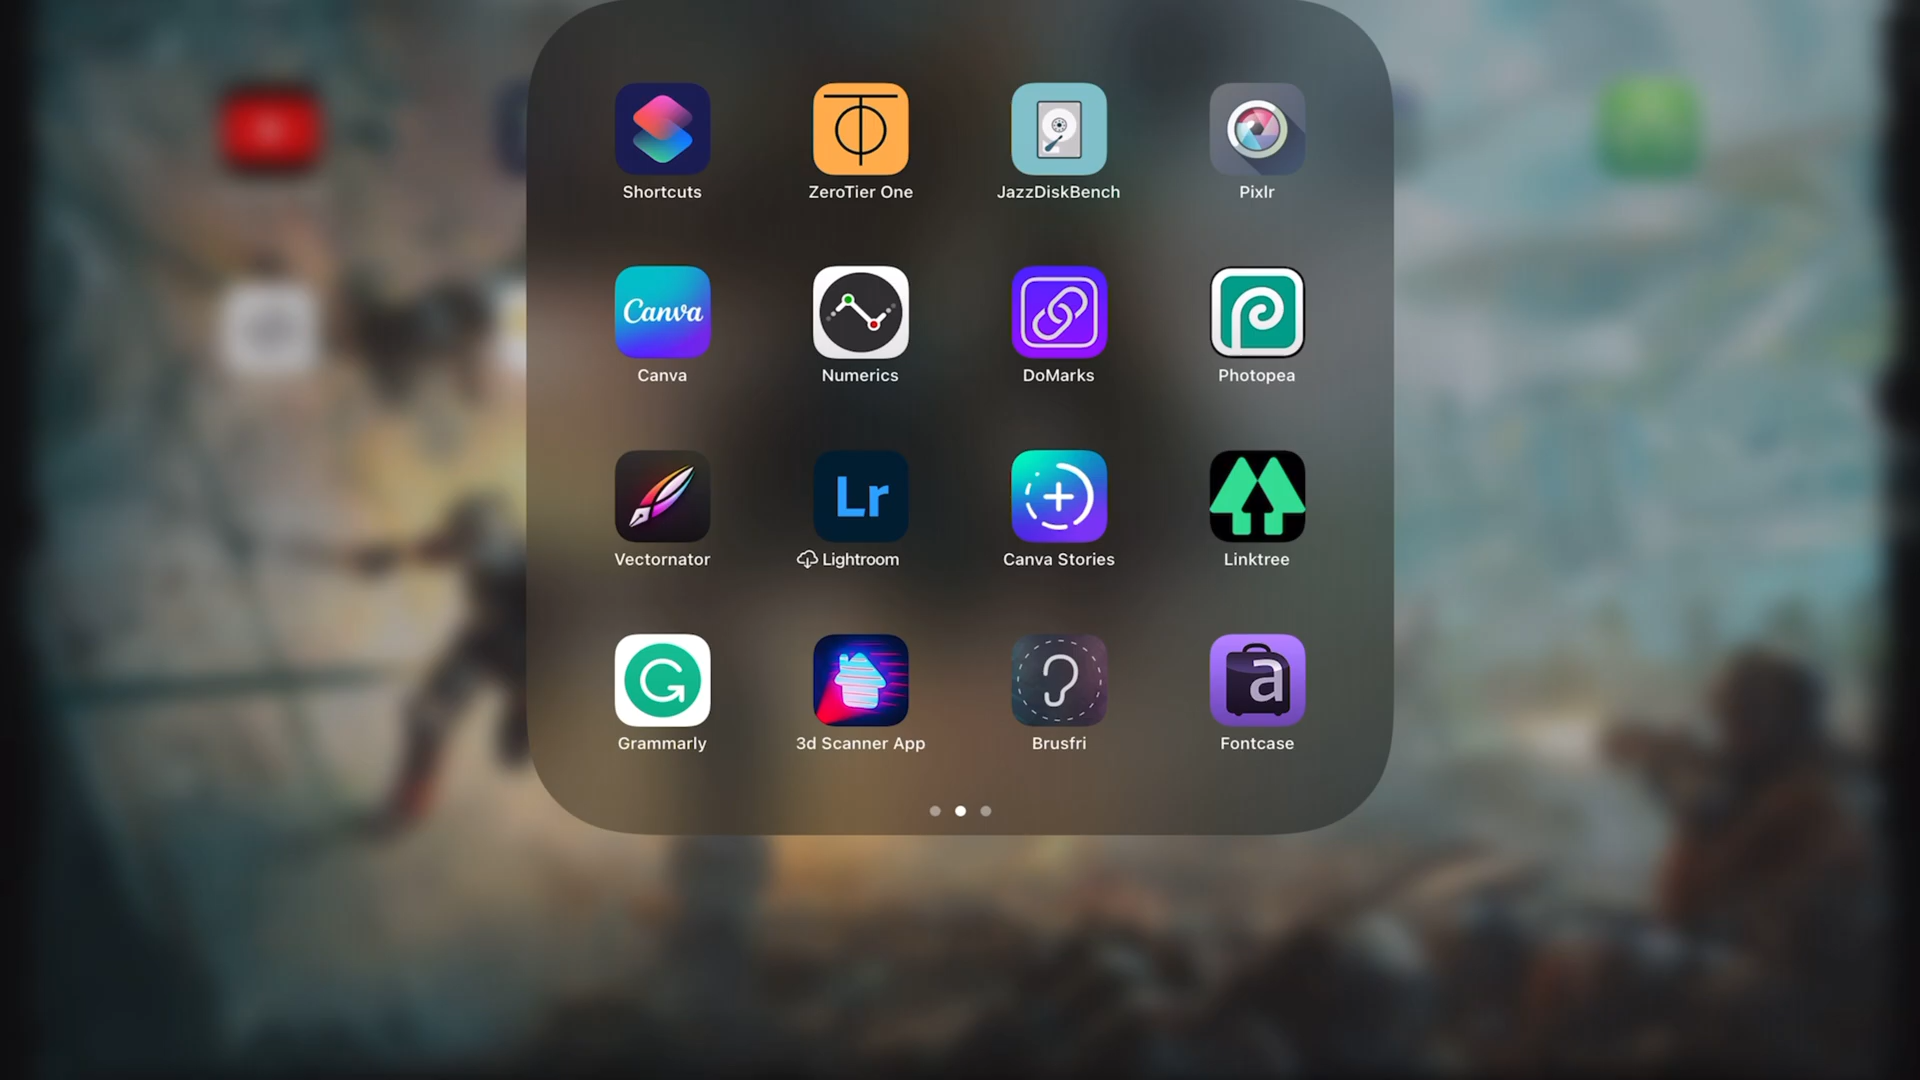 Shortcuts
ZeroTier One
JazzDiskBench
Pixlr
Canva
Canva
Numerics
DoMarks
Photopea
Lr
Vectornator
Lightroom
Canva Stories
Linktree
a
Grammarly
3d Scanner App
Brusfri
Fontcase